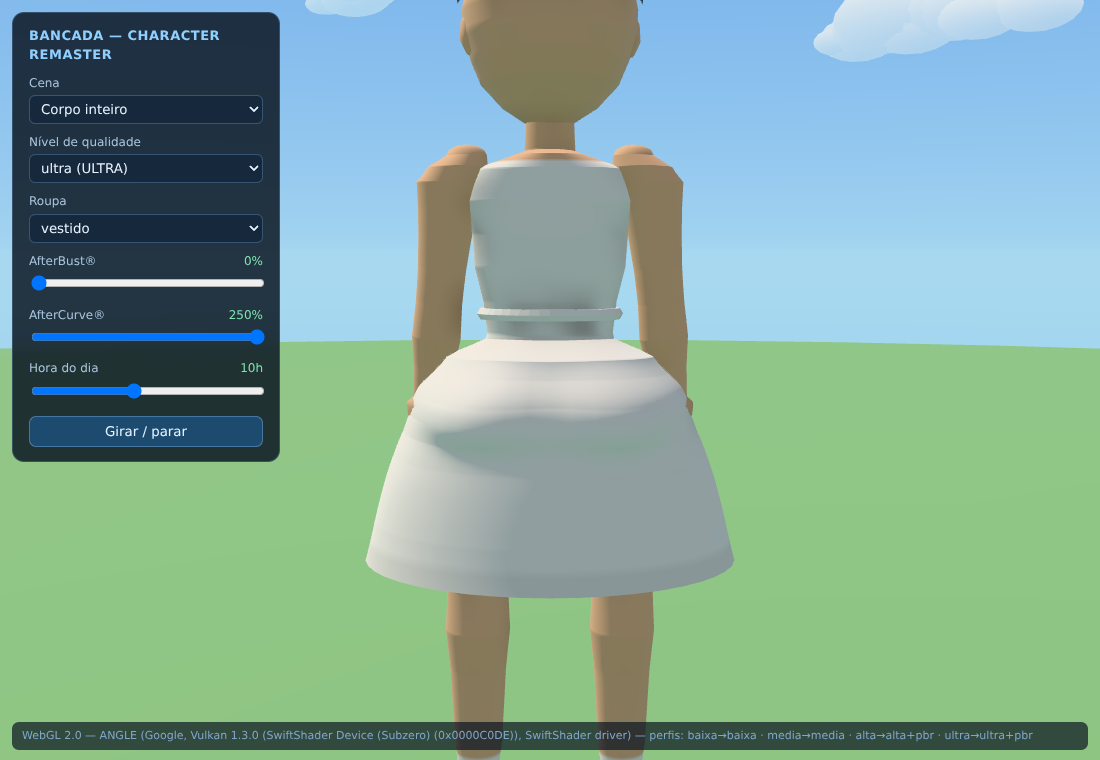 BANCADA — CHARACTER
REMASTER
Cena
Corpo inteiro
Nível de qualidade
ultra (ULTRA)
Roupa
vestido
AfterBust® 0%
AfterCurve® 250%
Hora do dia 10h
Girar / parar
WebGL 2.0 — ANGLE (Google, Vulkan 1.3.0 (SwiftShader Device (Subzero) (0x0000C0DE)), SwiftShader driver) — perfis: baixa→baixa · media→media · alta→alta+pbr · ultra→ultra+pbr